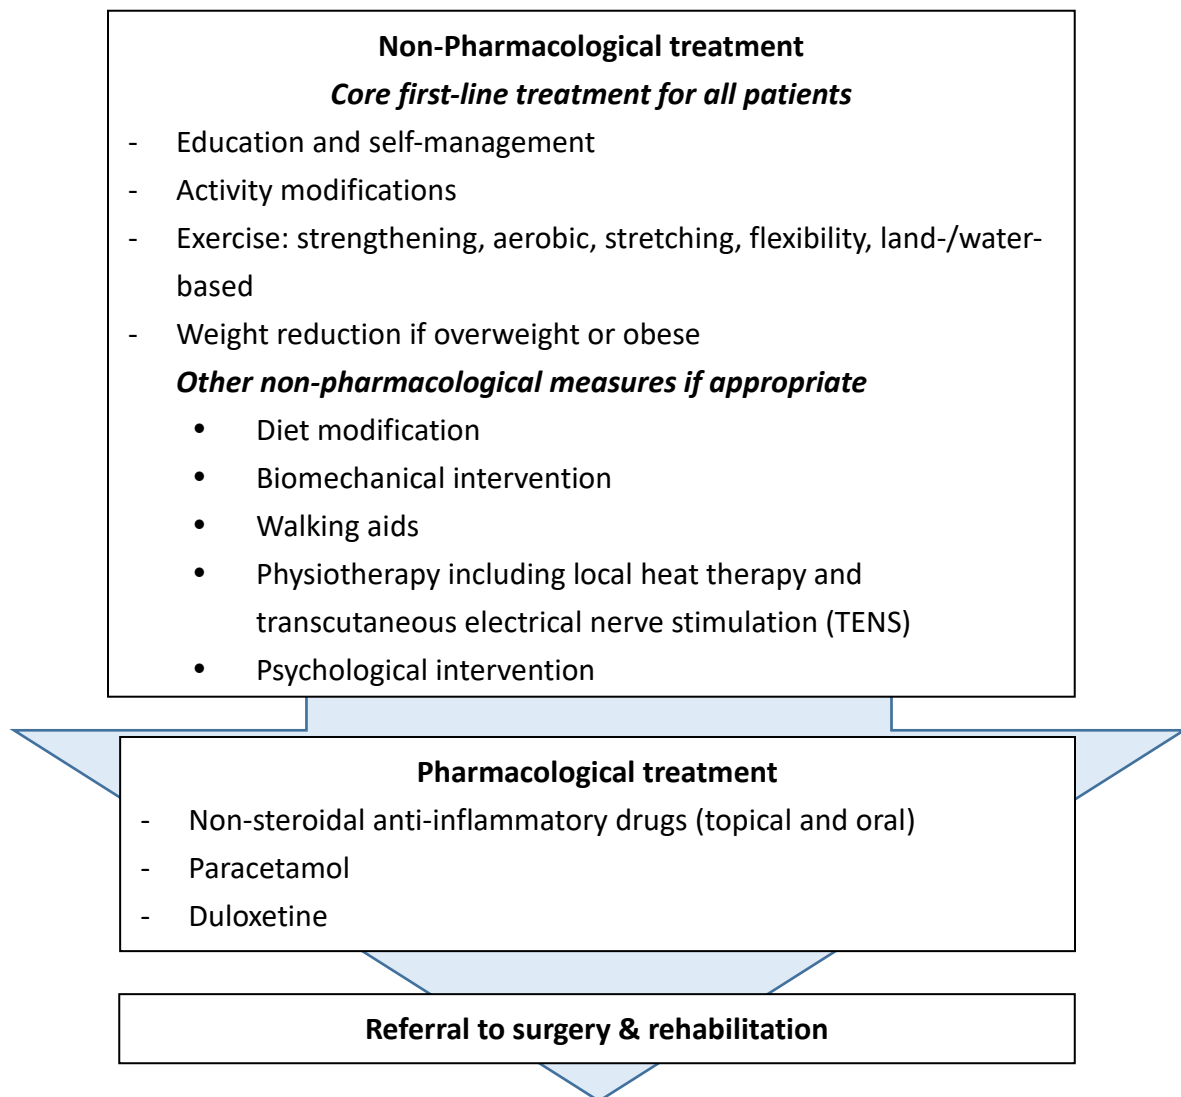 Non-Pharmacological treatment
Core first-line treatment for all patients
- Education and self-management
- Activity modifications
- Exercise: strengthening, aerobic, stretching, flexibility, land-/water-
based
- Weight reduction if overweight or obese
Other non-pharmacological measures if appropriate
• Diet modification
• Biomechanical intervention
• Walking aids
• Physiotherapy including local heat therapy and
transcutaneous electrical nerve stimulation (TENS)
• Psychological intervention
Pharmacological treatment
- Non-steroidal anti-inflammatory drugs (topical and oral)
- Paracetamol
- Duloxetine
Referral to surgery & rehabilitation